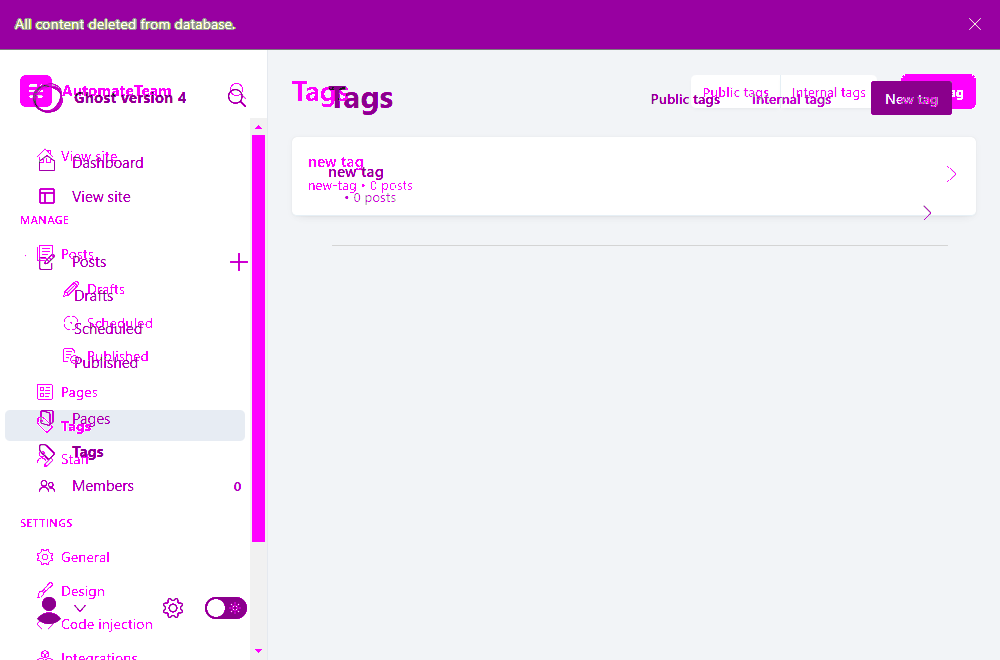 All content deleted from database.
AutomateTeam
Ghost Version 4
Tags
Tags
Public tags
Internal tags
Public tags
Internal tags
New tag
tag
View site
Dashboard
View site
new tag
new-tag • 0 posts
new tag
• 0 posts
MANAGE
Posts
Posts
Drafts
Drafts
Scheduled
Scheduled
Published
Published
Pages
Pages
Tags
Tags
Staff
Members 0
SETTINGS
General
Design
Code injection
Integrations